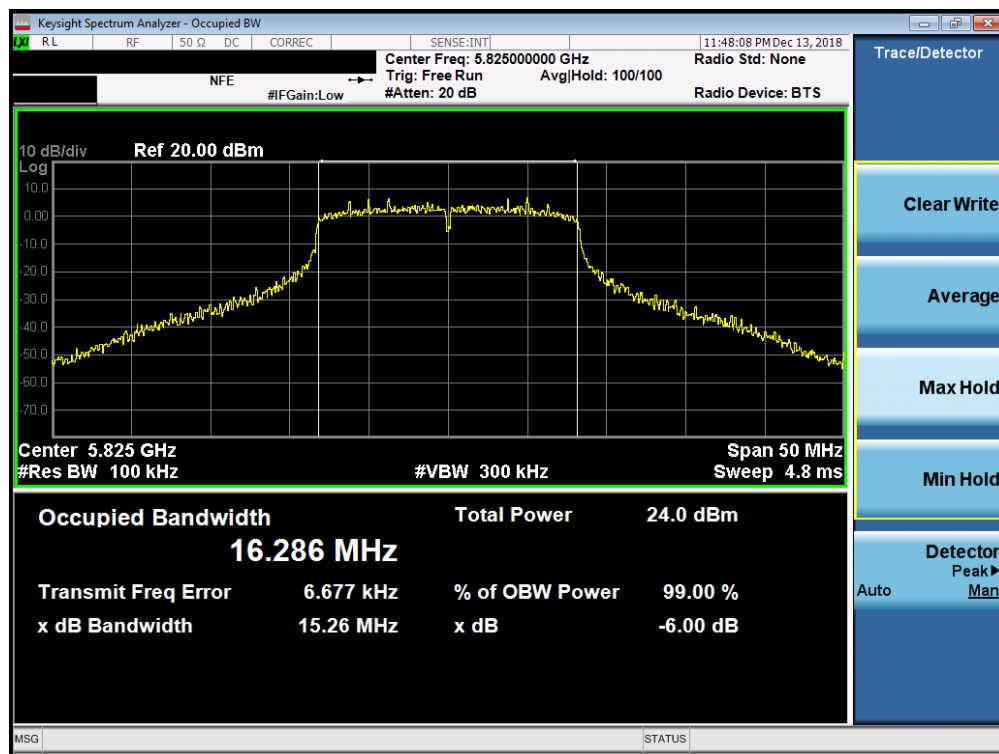 Keysight Spectrum Analyzer - Occupied BW
LXI RL RF 50 Ω DC CORREC SENSE:INT 11:48:08 PM Dec 13, 2018
Center Freq: 5.825000000 GHz Radio Std: None
NFE Trig: Free Run Avg|Hold: 100/100
#IFGain:Low #Atten: 20 dB Radio Device: BTS
Trace/Detector
10 dB/div Ref 20.00 dBm
Log
10.0
0.00
-10.0
-20.0
-30.0
-40.0
-50.0
-60.0
-70.0
Center 5.825 GHz Span 50 MHz
#Res BW 100 kHz #VBW 300 kHz Sweep 4.8 ms
Occupied Bandwidth Total Power 24.0 dBm
16.286 MHz
Transmit Freq Error 6.677 kHz % of OBW Power 99.00 %
x dB Bandwidth 15.26 MHz x dB -6.00 dB
Clear Write
Average
Max Hold
Min Hold
Detector
Peak▶
Auto Man
MSG STATUS